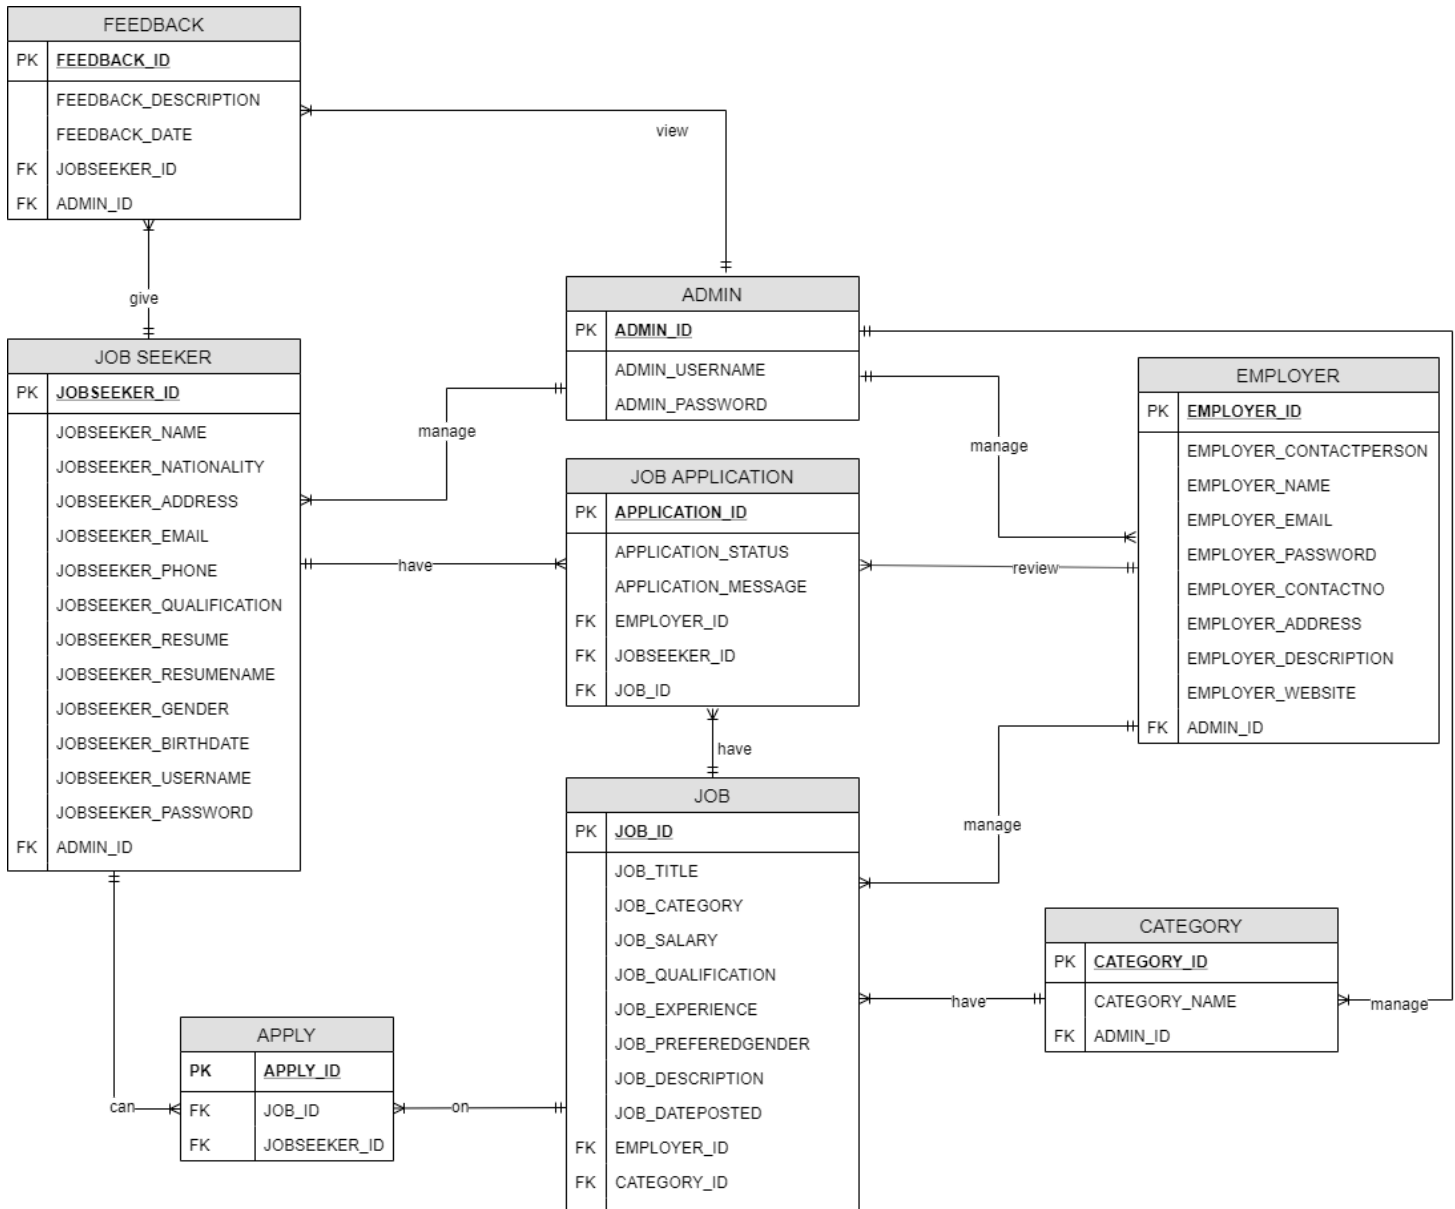 FEEDBACK
PK FEEDBACK_ID
FEEDBACK_DESCRIPTION
FEEDBACK_DATE
FK JOBSEEKER_ID
FK ADMIN_ID
view
give
ADMIN
PK ADMIN_ID
ADMIN_USERNAME
ADMIN_PASSWORD
JOB SEEKER
PK JOBSEEKER_ID
JOBSEEKER_NAME
JOBSEEKER_NATIONALITY
JOBSEEKER_ADDRESS
JOBSEEKER_EMAIL
JOBSEEKER_PHONE
JOBSEEKER_QUALIFICATION
JOBSEEKER_RESUME
JOBSEEKER_RESUMENAME
JOBSEEKER_GENDER
JOBSEEKER_BIRTHDATE
JOBSEEKER_USERNAME
JOBSEEKER_PASSWORD
FK ADMIN_ID
manage
have
JOB APPLICATION
PK APPLICATION_ID
APPLICATION_STATUS
APPLICATION_MESSAGE
FK EMPLOYER_ID
FK JOBSEEKER_ID
FK JOB_ID
manage
review
EMPLOYER
PK EMPLOYER_ID
EMPLOYER_CONTACTPERSON
EMPLOYER_NAME
EMPLOYER_EMAIL
EMPLOYER_PASSWORD
EMPLOYER_CONTACTNO
EMPLOYER_ADDRESS
EMPLOYER_DESCRIPTION
EMPLOYER_WEBSITE
FK ADMIN_ID
have
manage
JOB
PK JOB_ID
JOB_TITLE
JOB_CATEGORY
JOB_SALARY
JOB_QUALIFICATION
JOB_EXPERIENCE
JOB_PREFEREDGENDER
JOB_DESCRIPTION
JOB_DATEPOSTED
FK EMPLOYER_ID
FK CATEGORY_ID
have
CATEGORY
PK CATEGORY_ID
CATEGORY_NAME
FK ADMIN_ID
manage
APPLY
PK APPLY_ID
FK JOB_ID
FK JOBSEEKER_ID
can
on